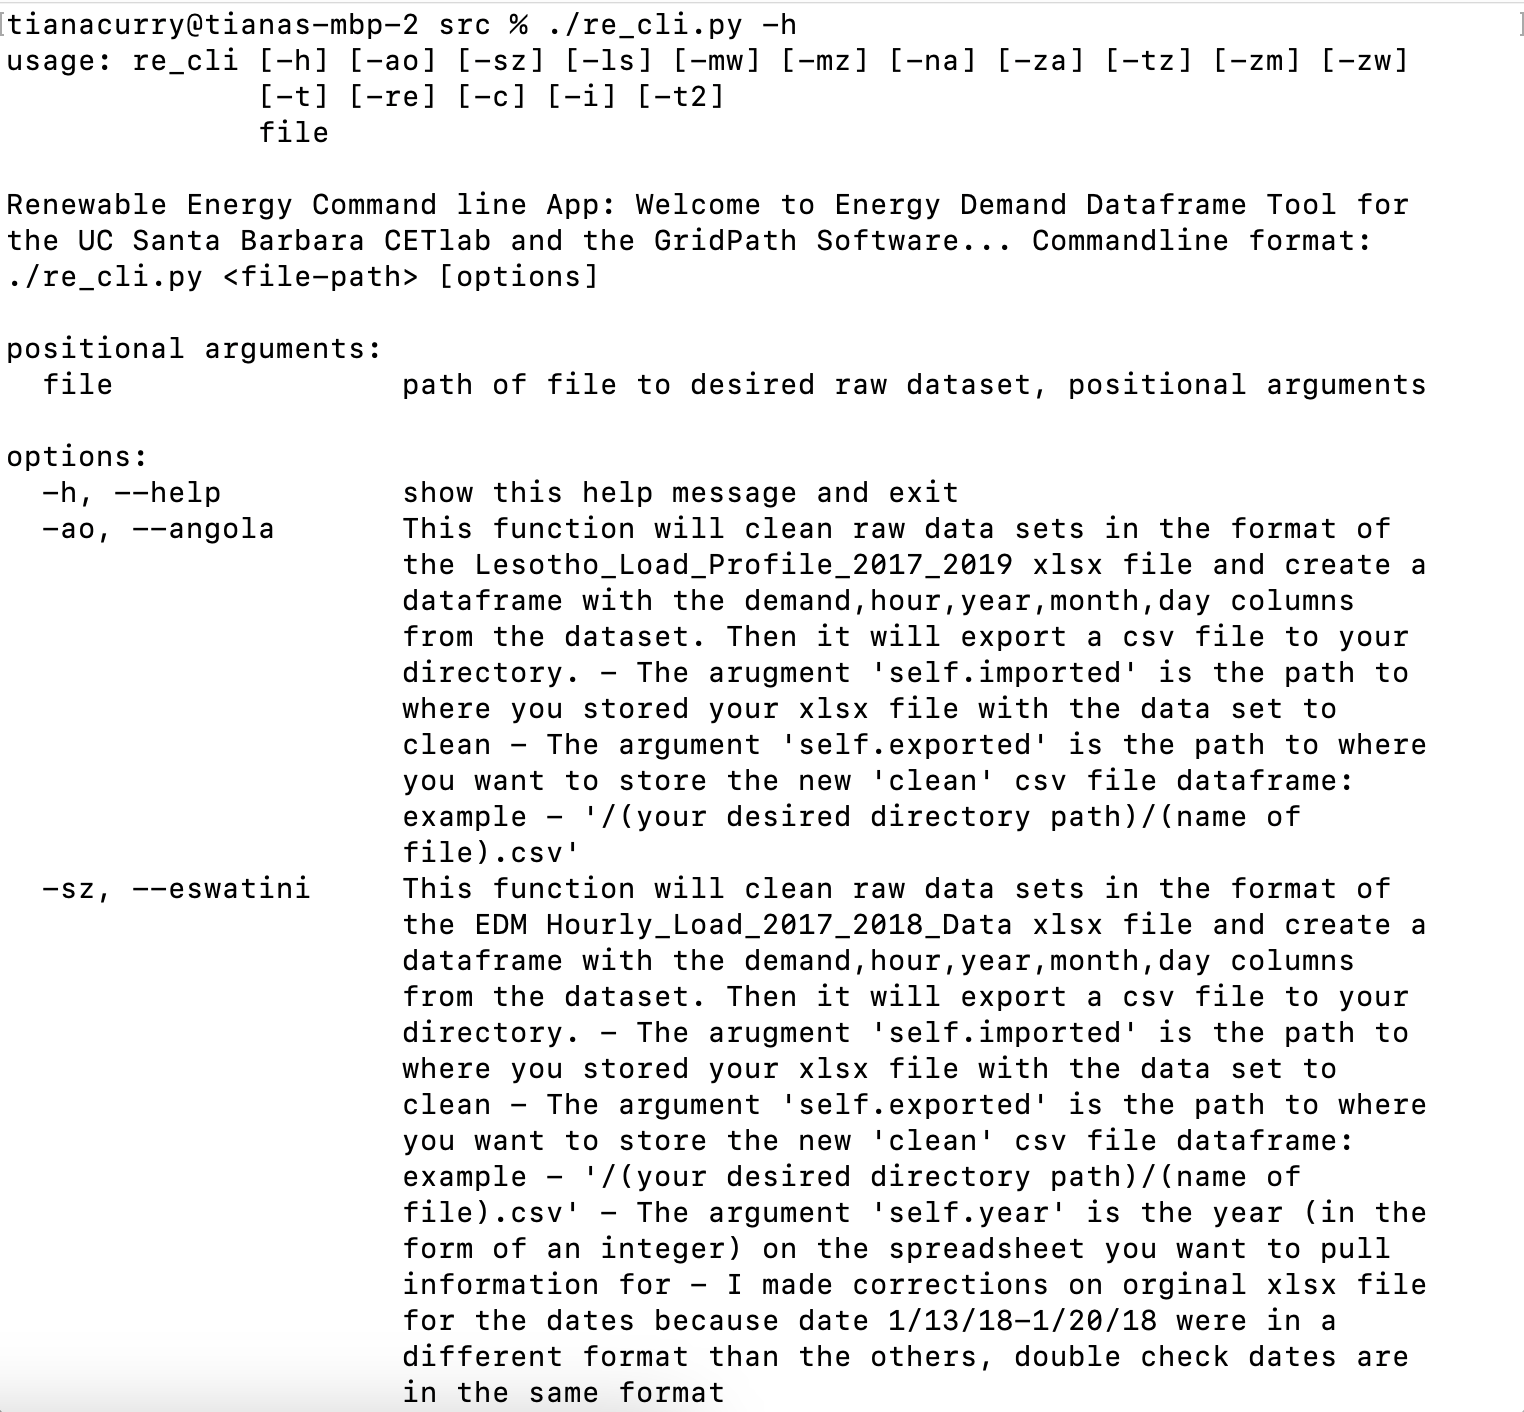 tianacurry@tianas-mbp-2 src % ./re_cli.py -h
usage: re_cli [-h] [-ao] [-sz] [-ls] [-mw] [-mz] [-na] [-za] [-tz] [-zm] [-zw]
              [-t] [-re] [-c] [-i] [-t2]
              file

Renewable Energy Command line App: Welcome to Energy Demand Dataframe Tool for
the UC Santa Barbara CETlab and the GridPath Software... Commandline format:
./re_cli.py <file-path> [options]

positional arguments:
  file                path of file to desired raw dataset, positional arguments

options:
  -h, --help          show this help message and exit
  -ao, --angola       This function will clean raw data sets in the format of
                      the Lesotho_Load_Profile_2017_2019 xlsx file and create a
                      dataframe with the demand,hour,year,month,day columns
                      from the dataset. Then it will export a csv file to your
                      directory. - The arugment 'self.imported' is the path to
                      where you stored your xlsx file with the data set to
                      clean - The argument 'self.exported' is the path to where
                      you want to store the new 'clean' csv file dataframe:
                      example - '/(your desired directory path)/(name of
                      file).csv'
  -sz, --eswatini     This function will clean raw data sets in the format of
                      the EDM Hourly_Load_2017_2018_Data xlsx file and create a
                      dataframe with the demand,hour,year,month,day columns
                      from the dataset. Then it will export a csv file to your
                      directory. - The arugment 'self.imported' is the path to
                      where you stored your xlsx file with the data set to
                      clean - The argument 'self.exported' is the path to where
                      you want to store the new 'clean' csv file dataframe:
                      example - '/(your desired directory path)/(name of
                      file).csv' - The argument 'self.year' is the year (in the
                      form of an integer) on the spreadsheet you want to pull
                      information for - I made corrections on orginal xlsx file
                      for the dates because date 1/13/18-1/20/18 were in a
                      different format than the others, double check dates are
                      in the same format